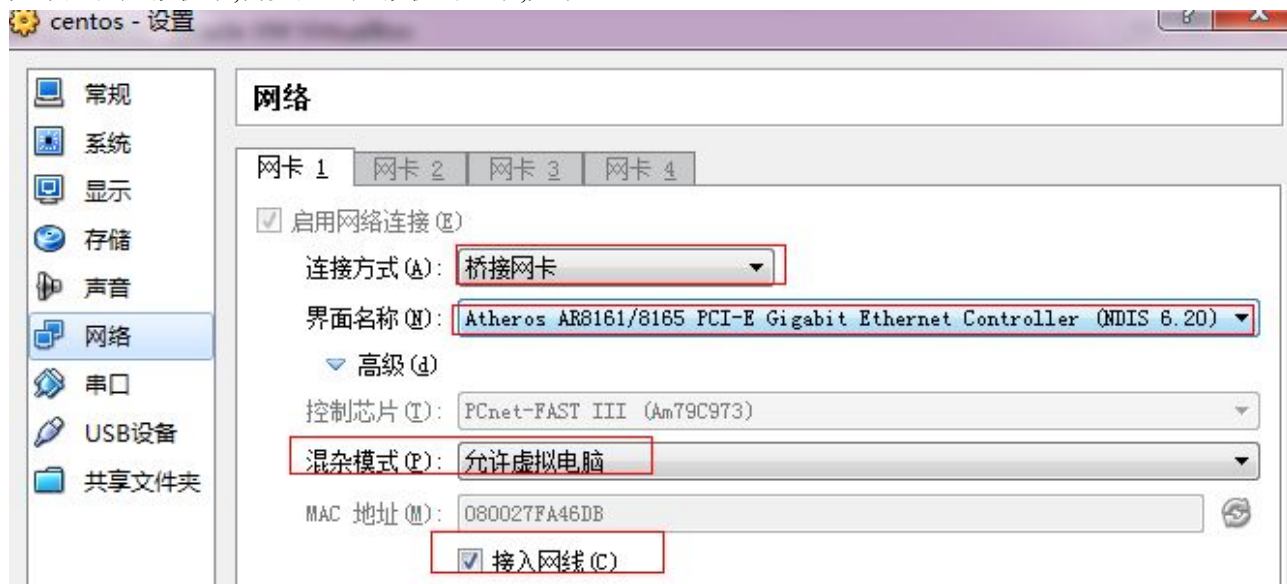 centos - 设置
常规
系统
显示
存储
声音
网络
串口
USB设备
共享文件夹
网络
网卡 1 网卡 2 网卡 3 网卡 4
启用网络连接(E)
连接方式(A): 桥接网卡
界面名称(N): Atheros AR8161/8165 PCI-E Gigabit Ethernet Controller (NDIS 6.20)
高级(d)
控制芯片(T): PCnet-FAST III (Am79C973)
混杂模式(P): 允许虚拟电脑
MAC 地址(M): 080027FA46DB
接入网线(C)